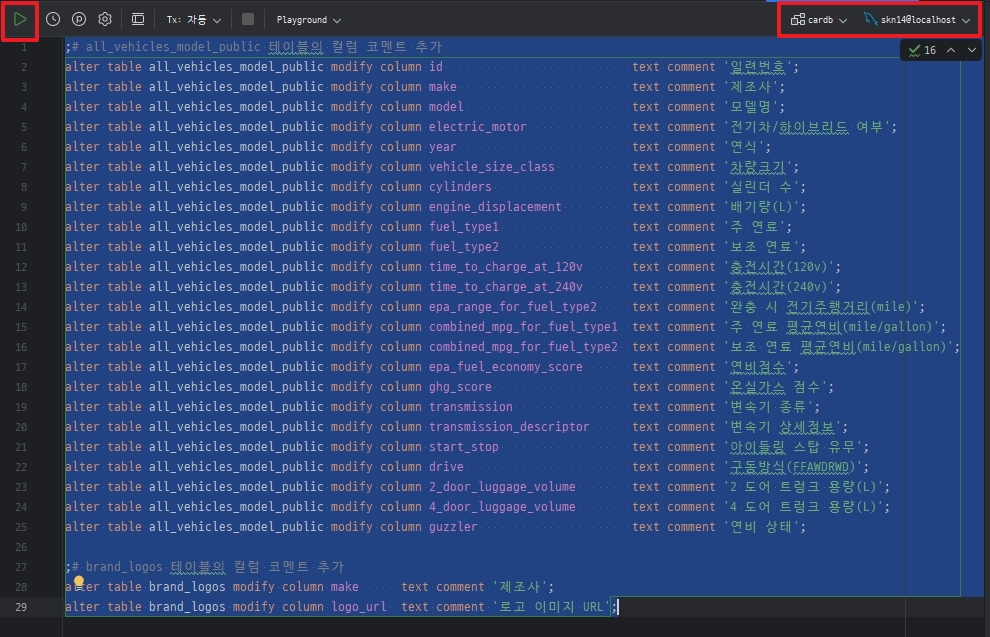 Tx: 자동 Playground cardb skn14@localhost
16
1 ;# all_vehicles_model_public 테이블의 컬럼 코멘트 추가
2 alter table all_vehicles_model_public modify column id text comment '일련번호';
3 alter table all_vehicles_model_public modify column make text comment '제조사';
4 alter table all_vehicles_model_public modify column model text comment '모델명';
5 alter table all_vehicles_model_public modify column electric_motor text comment '전기차/하이브리드 여부';
6 alter table all_vehicles_model_public modify column year text comment '연식';
7 alter table all_vehicles_model_public modify column vehicle_size_class text comment '차량크기';
8 alter table all_vehicles_model_public modify column cylinders text comment '실린더 수';
9 alter table all_vehicles_model_public modify column engine_displacement text comment '배기량(L)';
10 alter table all_vehicles_model_public modify column fuel_type1 text comment '주 연료';
11 alter table all_vehicles_model_public modify column fuel_type2 text comment '보조 연료';
12 alter table all_vehicles_model_public modify column time_to_charge_at_120v text comment '충전시간(120v)';
13 alter table all_vehicles_model_public modify column time_to_charge_at_240v text comment '충전시간(240v)';
14 alter table all_vehicles_model_public modify column epa_range_for_fuel_type2 text comment '완충 시 전기주행거리(mile)';
15 alter table all_vehicles_model_public modify column combined_mpg_for_fuel_type1 text comment '주 연료 평균연비(mile/gallon)';
16 alter table all_vehicles_model_public modify column combined_mpg_for_fuel_type2 text comment '보조 연료 평균연비(mile/gallon)';
17 alter table all_vehicles_model_public modify column epa_fuel_economy_score text comment '연비점수';
18 alter table all_vehicles_model_public modify column ghg_score text comment '온실가스 점수';
19 alter table all_vehicles_model_public modify column transmission text comment '변속기 종류';
20 alter table all_vehicles_model_public modify column transmission_descriptor text comment '변속기 상세정보';
21 alter table all_vehicles_model_public modify column start_stop text comment '아이들링 스탑 유무';
22 alter table all_vehicles_model_public modify column drive text comment '구동방식(FFAWDRWD)';
23 alter table all_vehicles_model_public modify column 2_door_luggage_volume text comment '2 도어 트렁크 용량(L)';
24 alter table all_vehicles_model_public modify column 4_door_luggage_volume text comment '4 도어 트렁크 용량(L)';
25 alter table all_vehicles_model_public modify column guzzler text comment '연비 상태';
26
27 ;# brand_logos 테이블의 컬럼 코멘트 추가
28 alter table brand_logos modify column make text comment '제조사';
29 alter table brand_logos modify column logo_url text comment '로고 이미지 URL';